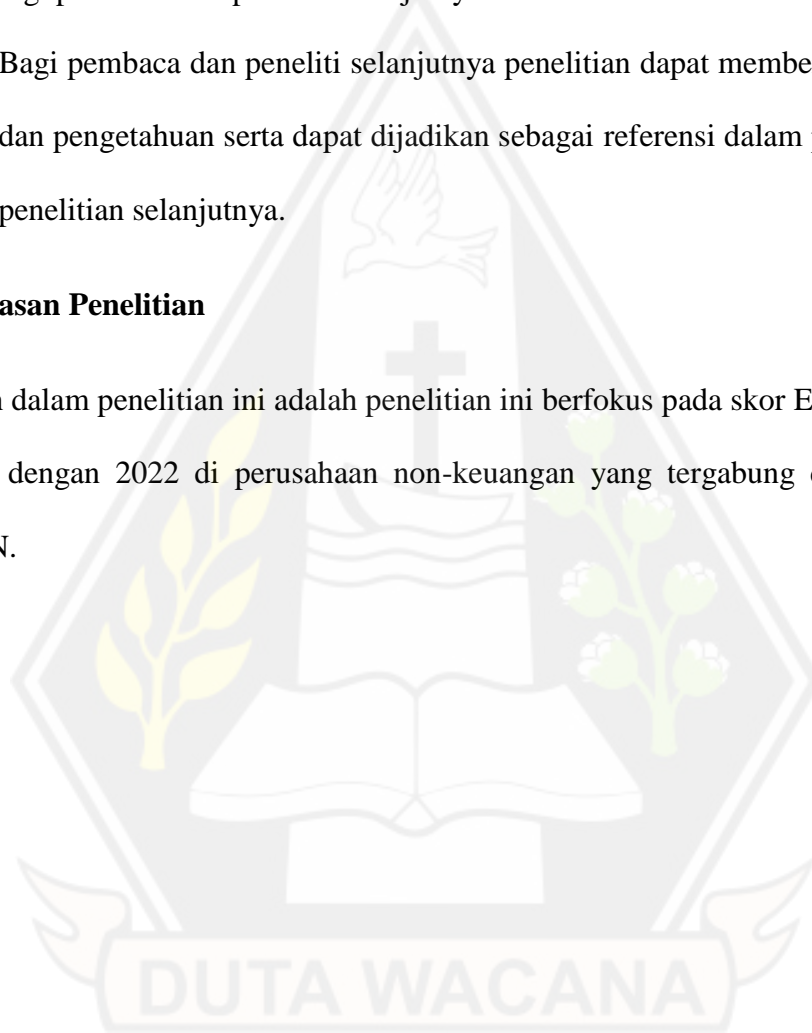 Bagi pembaca dan peneliti selanjutnya penelitian dapat membe
dan pengetahuan serta dapat dijadikan sebagai referensi dalam
penelitian selanjutnya.
asan Penelitian
dalam penelitian ini adalah penelitian ini berfokus pada skor E
dengan 2022 di perusahaan non-keuangan yang tergabung
N.
DUTA WACANA